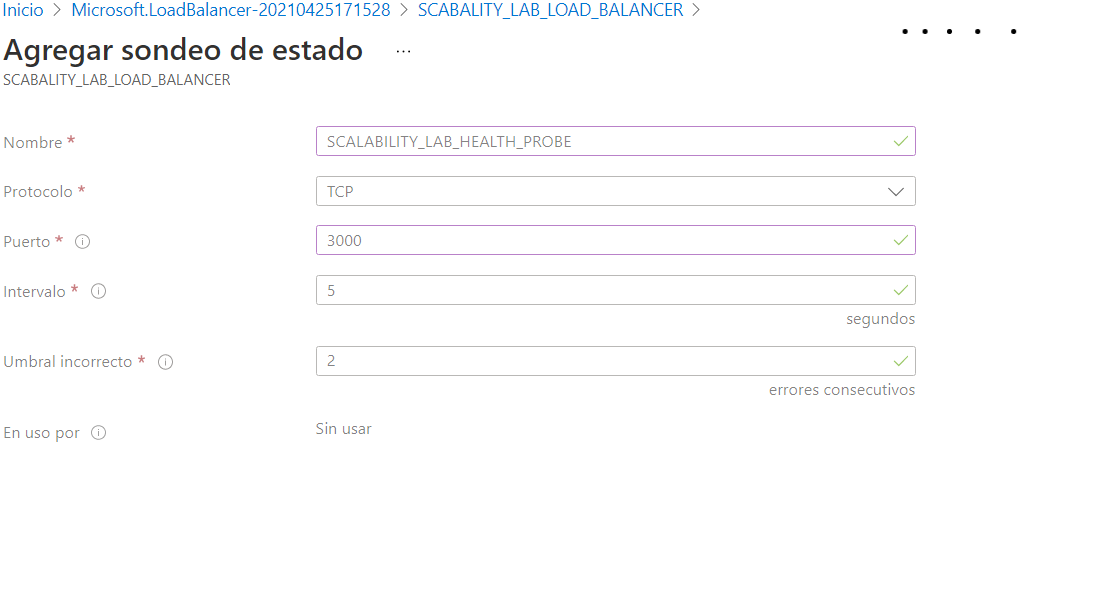 Inicio > Microsoft.LoadBalancer-20210425171528 > SCABALITY_LAB_LOAD_BALANCER >
Agregar sondeo de estado ...
SCABALITY_LAB_LOAD_BALANCER
Nombre * SCALABILITY_LAB_HEALTH_PROBE
Protocolo * TCP
Puerto * 3000
Intervalo * 5
segundos
Umbral incorrecto * 2
errores consecutivos
En uso por Sin usar